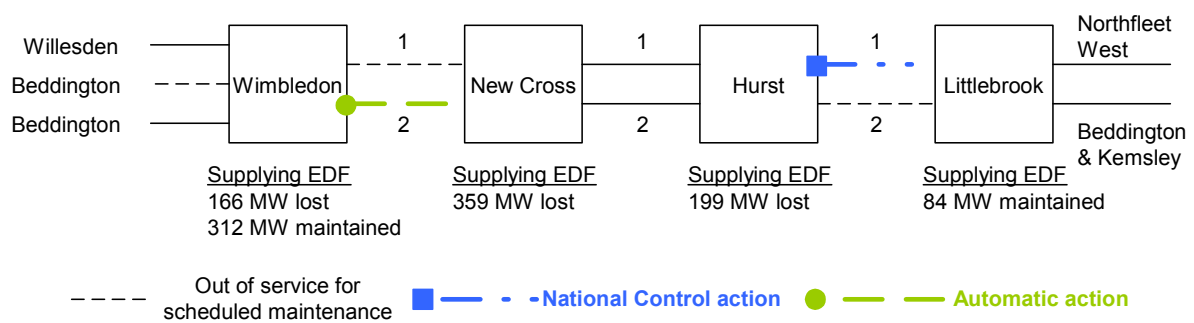 Willesden
Beddington
Beddington
Wimbledon
1
2
New Cross
1
2
Hurst
1
2
Littlebrook
Northfleet
West
Beddington
& Kemsley
Supplying EDF
166 MW lost
312 MW maintained
Supplying EDF
359 MW lost
Supplying EDF
199 MW lost
Supplying EDF
84 MW maintained
Out of service for
scheduled maintenance
National Control action
Automatic action